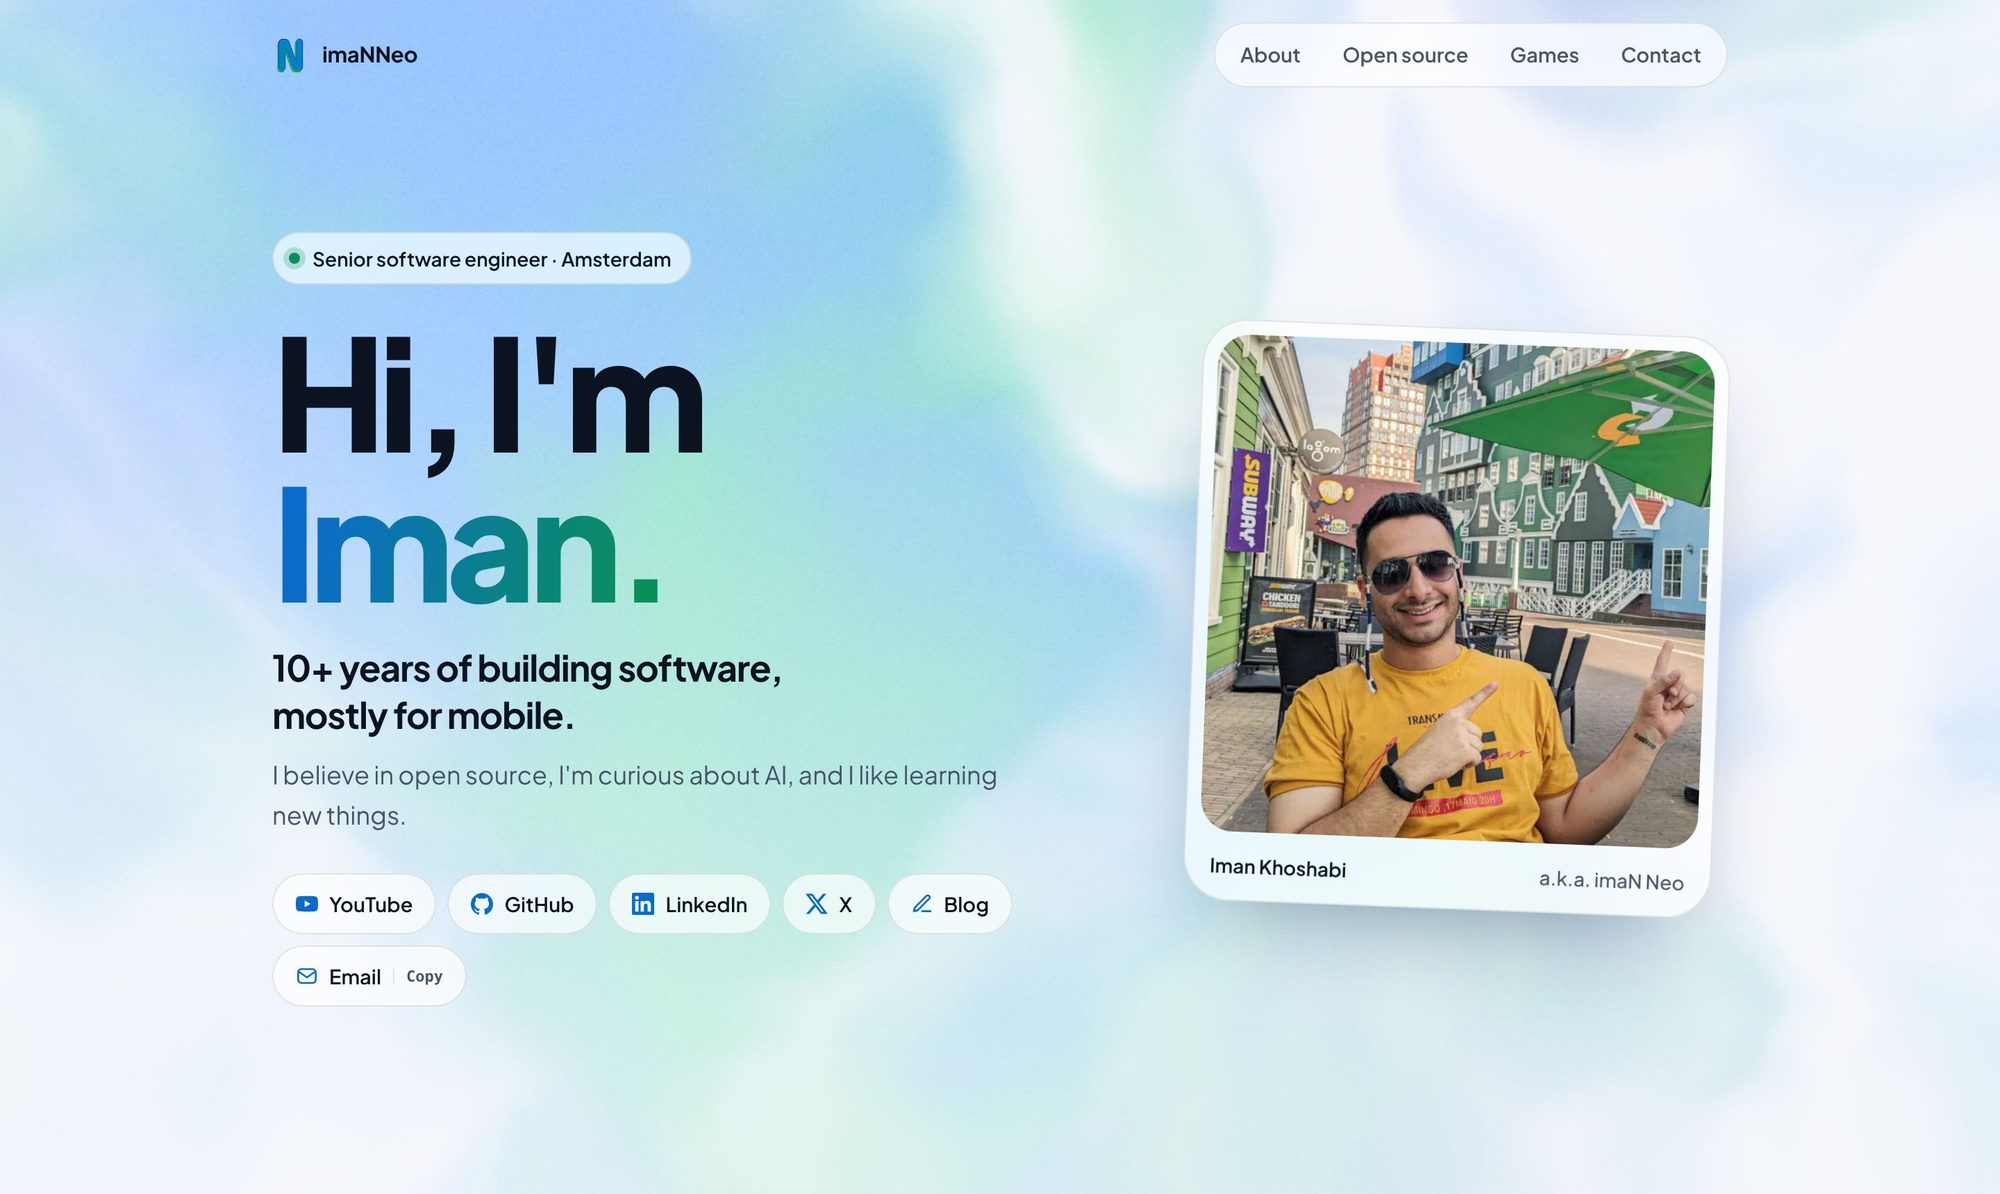 imaNNeo
About Open source Games Contact
Senior software engineer · Amsterdam
Hi, I'm
Iman.
10+ years of building software,
mostly for mobile.
I believe in open source, I'm curious about AI, and I like learning
new things.
YouTube GitHub LinkedIn X Blog
Email Copy
lagom
SUBWAY
CHICKEN
TANDOORI
Iman Khoshabi a.k.a. imaN Neo